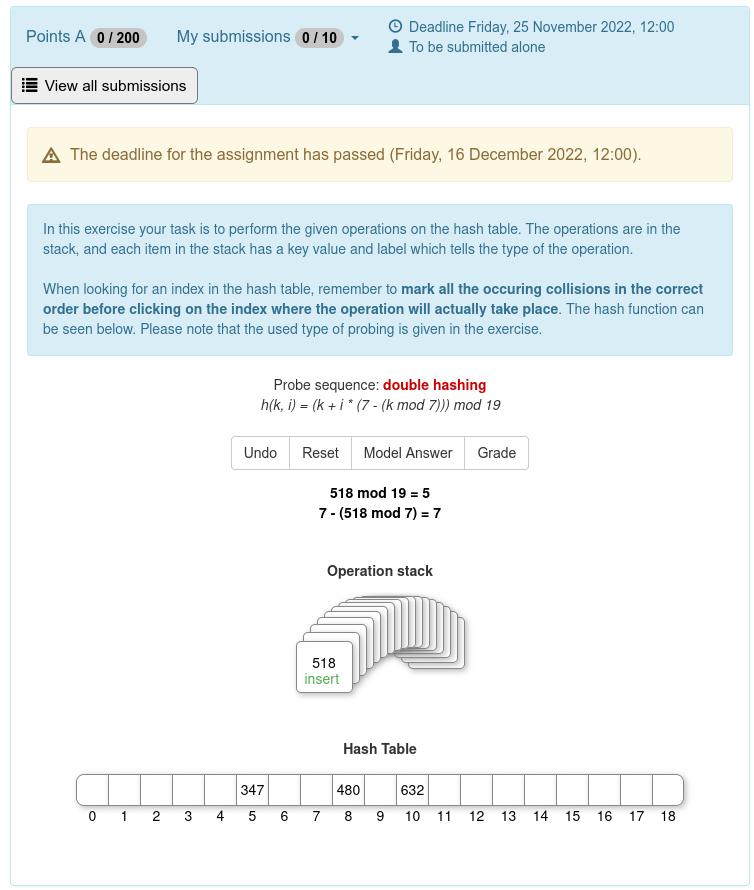 Points A 0 / 200 My submissions 0 / 10
Deadline Friday, 25 November 2022, 12:00
To be submitted alone
View all submissions
The deadline for the assignment has passed (Friday, 16 December 2022, 12:00).
In this exercise your task is to perform the given operations on the hash table. The operations are in the
stack, and each item in the stack has a key value and label which tells the type of the operation.
When looking for an index in the hash table, remember to mark all the occuring collisions in the correct
order before clicking on the index where the operation will actually take place. The hash function can
be seen below. Please note that the used type of probing is given in the exercise.
Probe sequence: double hashing
h(k, i) = (k + i * (7 - (k mod 7))) mod 19
Undo Reset Model Answer Grade
518 mod 19 = 5
7 - (518 mod 7) = 7
Operation stack
518
insert
Hash Table
347 480 632
0 1 2 3 4 5 6 7 8 9 10 11 12 13 14 15 16 17 18